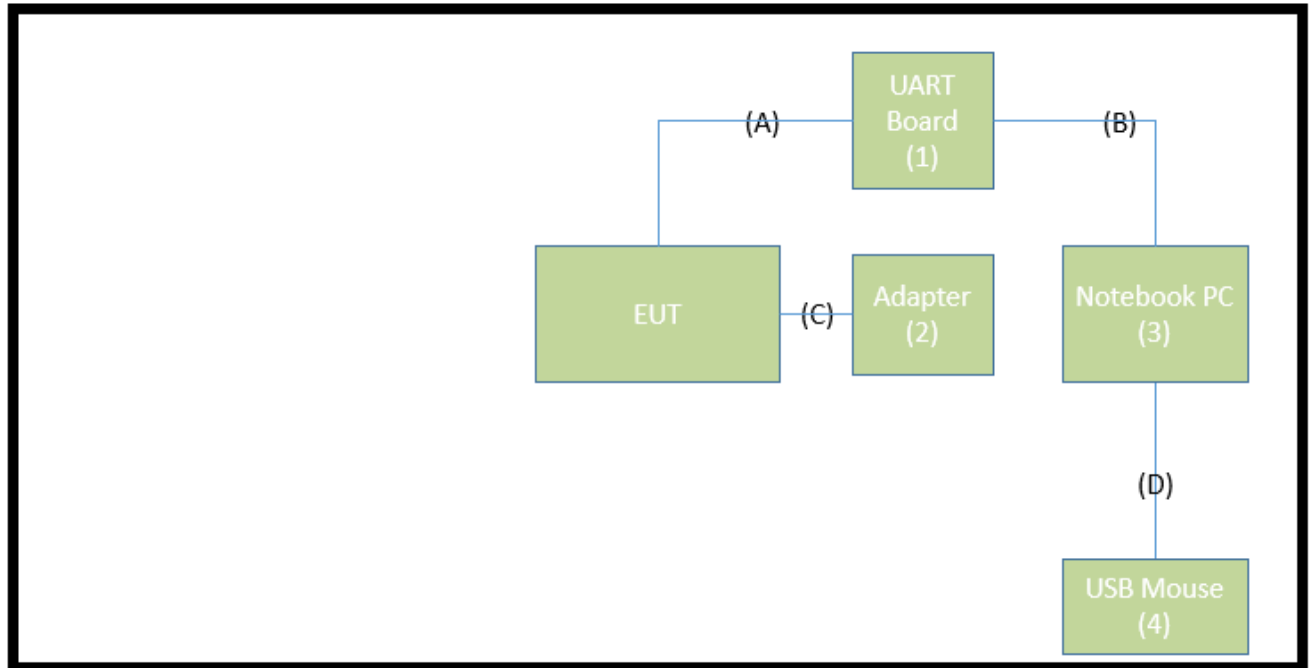 UART
Board
(1)
(A)
(B)
EUT
(C)
Adapter
(2)
Notebook PC
(3)
(D)
USB Mouse
(4)